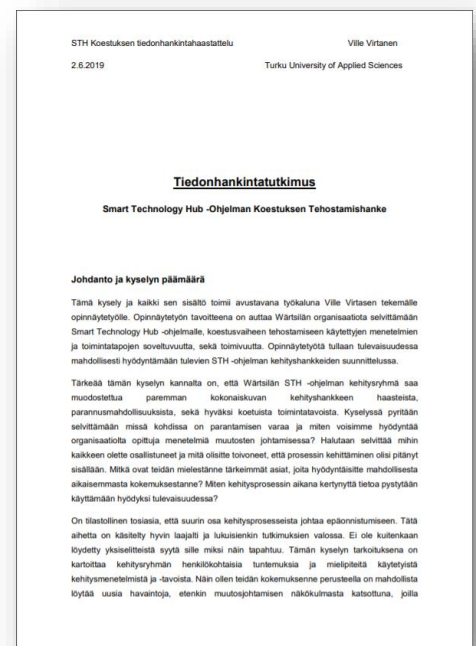 STH Koestuksen tiedonhankintahaastattelu Ville Virtanen
2.6.2019 Turku University of Applied Sciences
Tiedonhankintatutkimus
Smart Technology Hub -Ohjelman Koestuksen Tehostamishanke
Johdanto ja kyselyn päämäärä
Tämä kysely ja kaikki sen sisältö toimii avustavana työkaluna Ville Virtasen tekemälle
opinnäytetyölle. Opinnäytetyön tavoitteena on auttaa Wärtsilän organisaatiota selvittämään
Smart Technology Hub -ohjelmalle, koestusvaiheen tehostamiseen käytettyjen menetelmien
ja toimintatapojen soveltuvuutta, sekä toimivuutta. Opinnäytetyötä tullaan tulevaisuudessa
mahdollisesti hyödyntämään tulevien STH -ohjelman kehityshankkeiden suunnittelussa.
Tärkeää tämän kyselyn kannalta on, että Wärtsilän STH -ohjelman kehitysryhmä saa
muodostettua paremman kokonaiskuvan kehityshankkeen haasteista,
parannusmahdollisuuksista, sekä hyväksi koetuista toimintatavoista. Kyselyssä pyritään
selvittämään missä kohdissa on parantamisen varaa ja miten voisimme hyödyntää
organisaatiolta opittuja menetelmiä muutosten johtamisessa? Halutaan selvittää mihin
kaikkeen olette osallistuneet ja mitä olisitte toivoneet, että prosessin kehittäminen olisi pitänyt
sisällään. Mitkä ovat teidän mielestänne tärkeimmät asiat, joita hyödyntäisitte mahdollisesta
aikaisemmasta kokemuksestanne? Miten kehitysprosessin aikana kertynyttä tietoa pystytään
käyttämään hyödyksi tulevaisuudessa?
On tilastollinen tosiasia, että suurin osa kehitysprosesseista johtaa epäonnistumiseen. Tätä
aihetta on käsitelty hyvin laajalti ja lukuisienkin tutkimuksien valossa. Ei ole kuitenkaan
löydetty yksiselitteistä syytä sille miksi näin tapahtuu. Tämän kyselyn tarkoituksena on
kartoittaa kehitysryhmän henkilökohtaisia tuntemuksia ja mielipiteitä käytetyistä
kehitysmenetelmistä ja -tavoista. Näin ollen teidän kokemuksenne perusteella on mahdollista
löytää uusia havaintoja, etenkin muutosjohtamisen näkökulmasta katsottuna, joilla